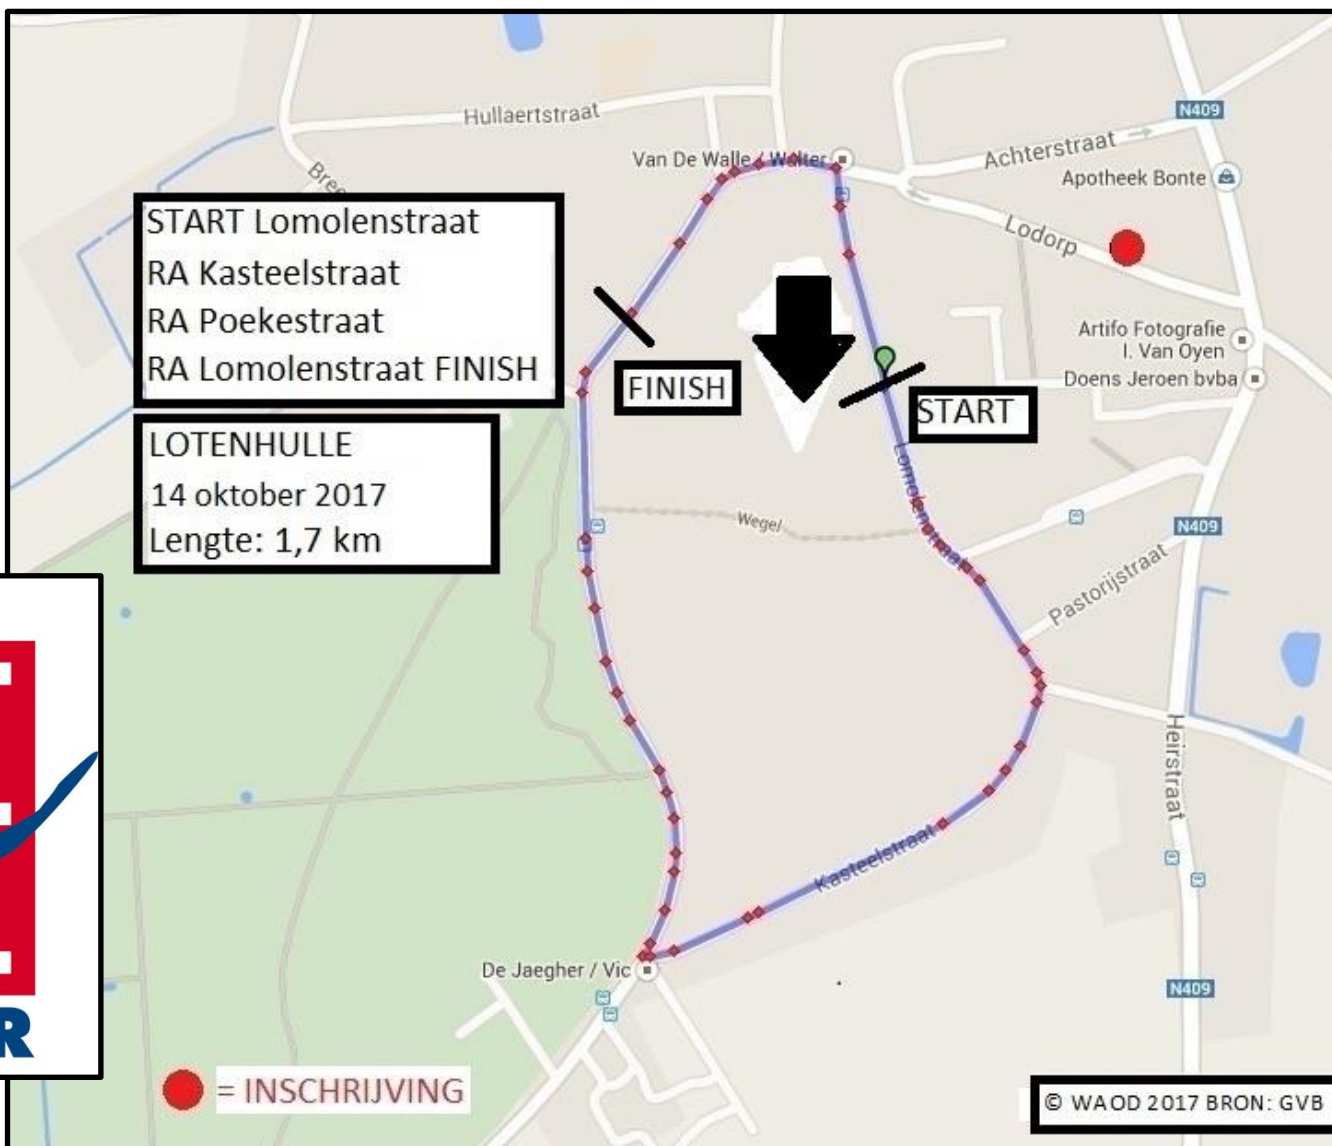 Hullaertstraat
N409
Achterstraat
Van De Walle / Walter
Apotheek Bonte
START Lomolenstraat
RA Kasteelstraat
RA Poekestraat
RA Lomolenstraat FINISH
Lodorp
Artifo Fotografie
I. Van Oyen
Doens Jeroen bvba
FINISH
START
LOTENHULLE
14 oktober 2017
Lengte: 1,7 km
Lomolenstraat
Wegel
N409
Pastorijstraat
Heirstraat
Kasteelstraat
De Jaegher / Vic
N409
R
= INSCHRIJVING
© WAOD 2017 BRON: GVB